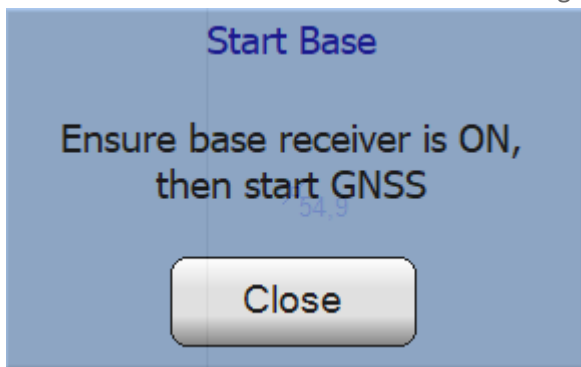 Start Base
Ensure base receiver is ON,
then start GNSS
54,9
Close